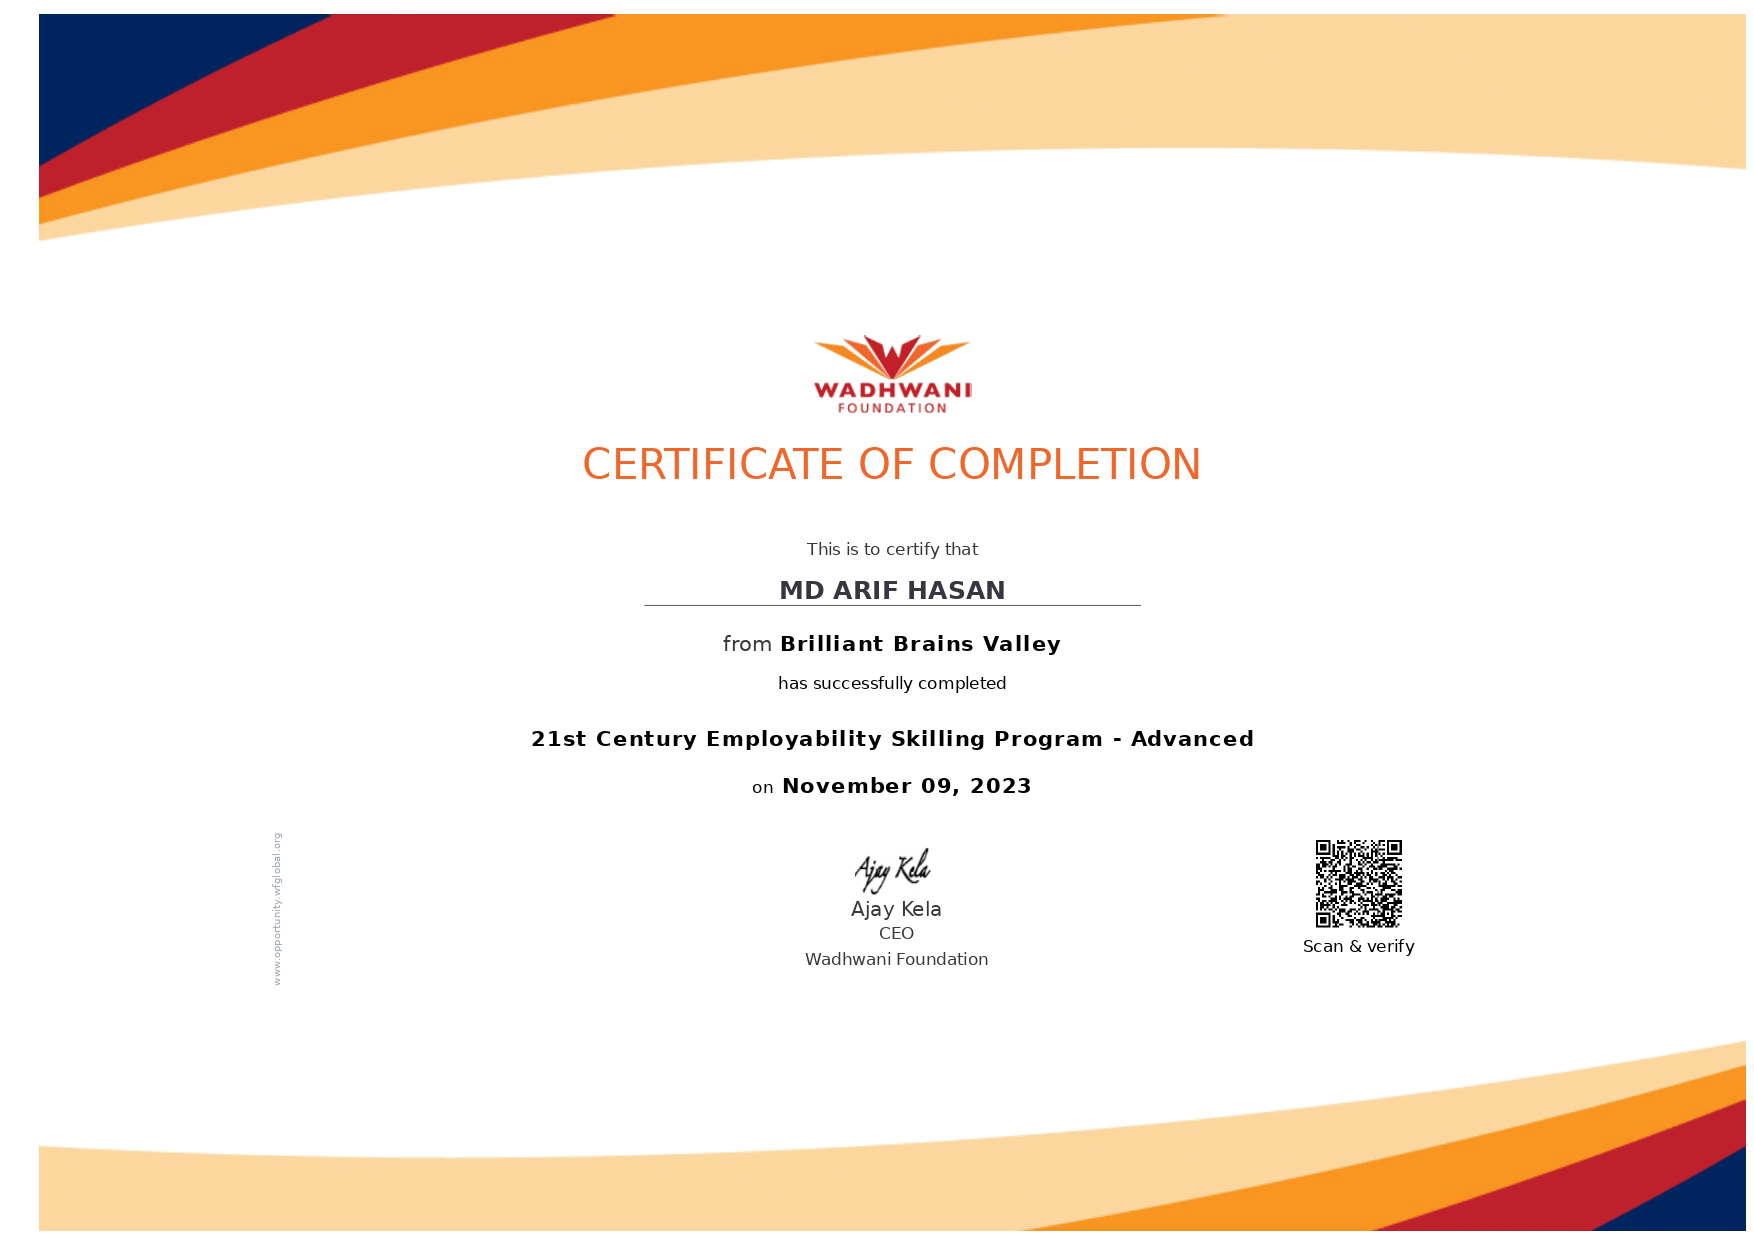 WADHWANI
FOUNDATION
CERTIFICATE OF COMPLETION
This is to certify that
MD ARIF HASAN
from Brilliant Brains Valley
has successfully completed
21st Century Employability Skilling Program - Advanced
on November 09, 2023
www.opportunity.wfglobal.org
Ajay Kela
Ajay Kela
CEO
Wadhwani Foundation
Scan & verify